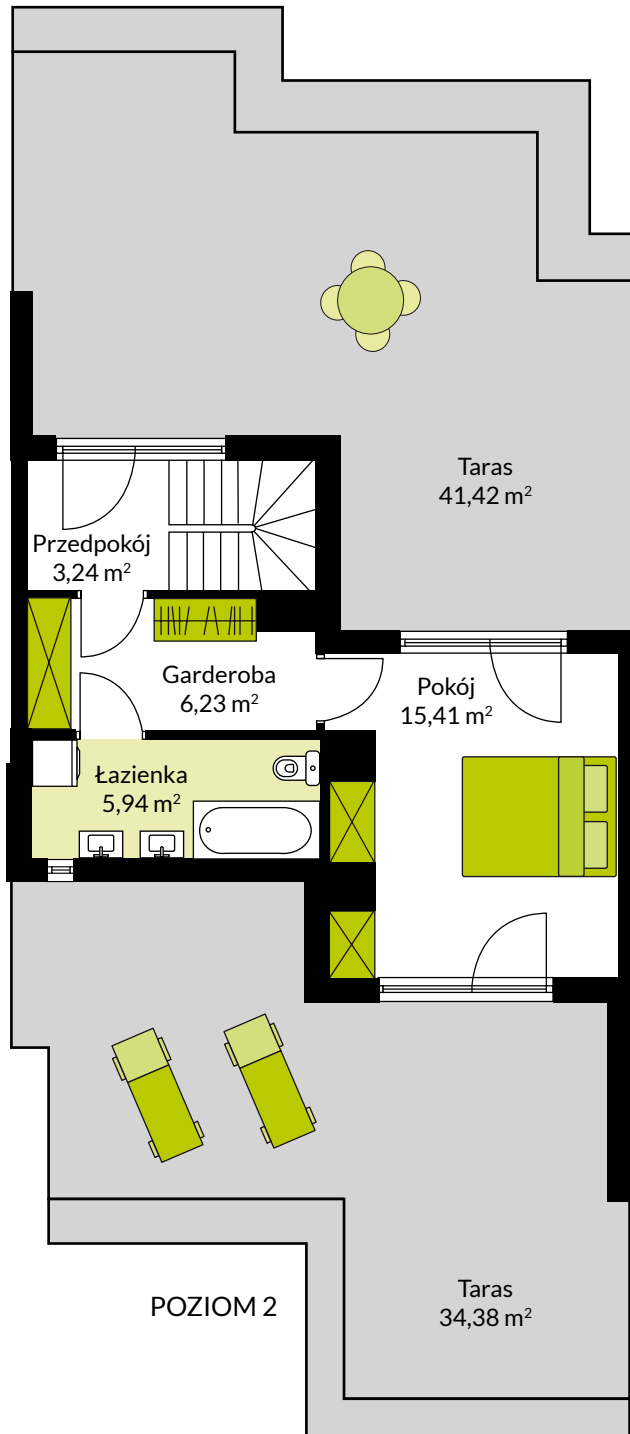 Taras
41,42 m²
Przedpokój
3,24 m²
Garderoba
6,23 m²
Pokój
15,41 m²
Łazienka
5,94 m²
POZIOM 2
Taras
34,38 m²